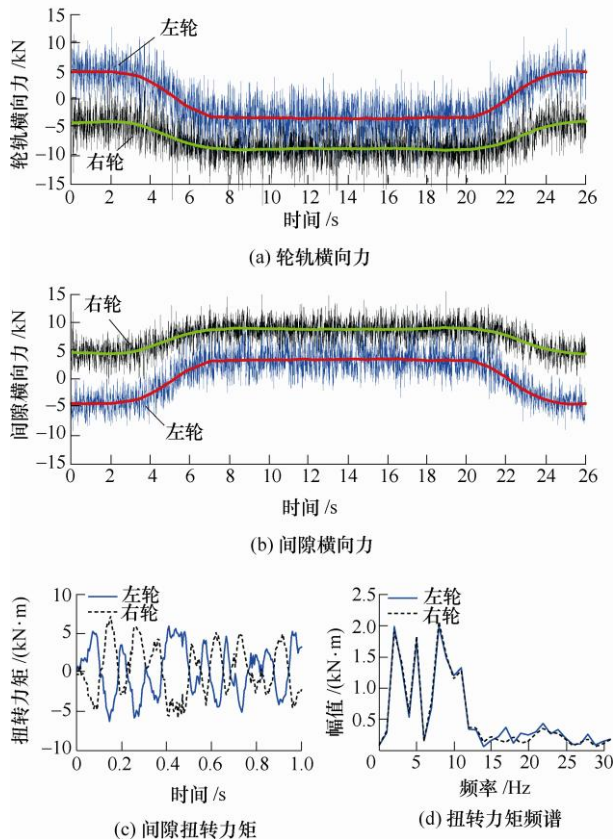 轮轨横向力 /kN
15
10
5
0
−5
−10
−15
左轮
右轮
0 2 4 6 8 10 12 14 16 18 20 22 24 26
时间 /s
(a) 轮轨横向力
间隙横向力 /kN
15
10
5
0
−5
−10
−15
右轮
左轮
0 2 4 6 8 10 12 14 16 18 20 22 24 26
时间 /s
(b) 间隙横向力
扭转力矩 /(kN·m)
10
5
0
−5
−10
左轮
右轮
0 0.2 0.4 0.6 0.8 1.0
时间 /s
(c) 间隙扭转力矩
幅值 /(kN·m)
2.5
2.0
1.5
1.0
0.5
左轮
右轮
0 5 10 15 20 25 30
频率 /Hz
(d) 扭转力矩频谱